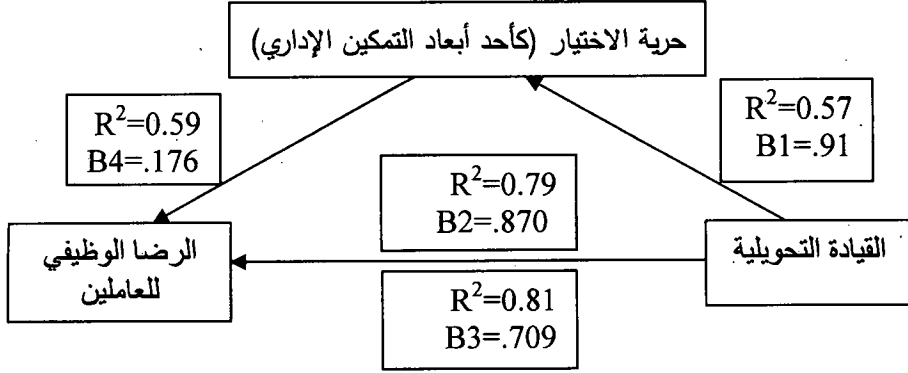 حرية الاختيار (كأحد أبعاد التمكين الإداري)
R²=0.57
B1=.91
R²=0.59
B4=.176
R²=0.79
B2=.870
القيادة التحويلية
الرضا الوظيفي
للعاملين
R²=0.81
B3=.709